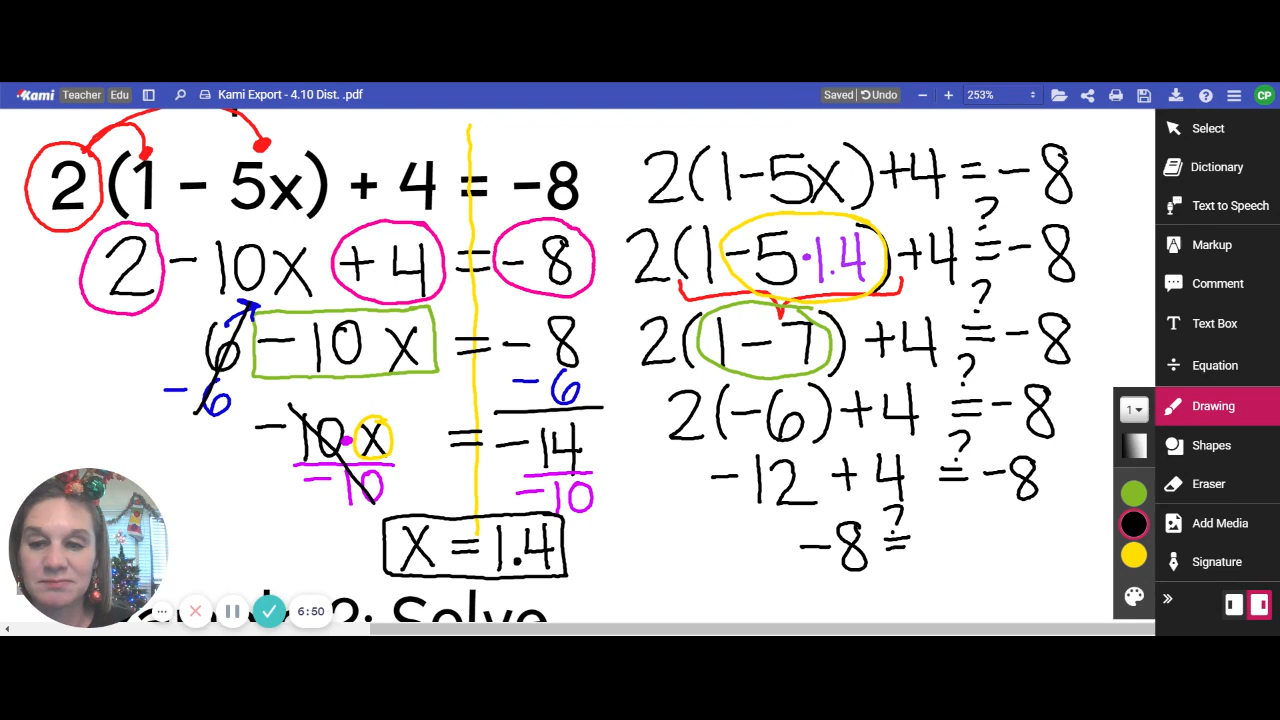 Kami Teacher Edu Kami Export - 4.10 Dist. .pdf Saved Undo 253% CP
2(1 - 5x) + 4 = -8
2 - 10x + 4 = -8
6 - 10x = -8
- 6 - 6
-10 · x = -14
-10 -10
x = 1.4
2: Solve
2(1-5x)+4=-8
2(1-5·1.4)+4 ?= -8
2(1-7)+4 ?= -8
2(-6)+4 ?= -8
-12+4 ?= -8
-8 ?=
6:50
Select
Dictionary
Text to Speech
Markup
Comment
Text Box
Equation
1
Drawing
Shapes
Eraser
Add Media
Signature